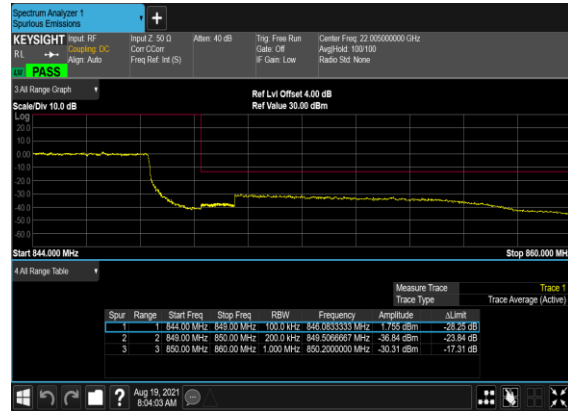 Spectrum Analyzer 1
Spurious Emissions
+
KEYSIGHT Input: RF Input Z: 50 Ω Atten: 40 dB Trig: Free Run Center Freq: 22.005000000 GHz
RL Coupling: DC Corr CCorr Gate: Off Avg|Hold: 100/100
Align: Auto Freq Ref: Int (S) IF Gain: Low Radio Std: None
LW PASS
3 All Range Graph
Ref Lvl Offset 4.00 dB
Scale/Div 10.0 dB Ref Value 30.00 dBm
Log
20.0
10.0
0.00
-10.0
-20.0
-30.0
-40.0
-50.0
-60.0
Start 844.000 MHz Stop 860.000 MH
4 All Range Table
Measure Trace Trace 1
Trace Type Trace Average (Active)
Spur Range Start Freq Stop Freq RBW Frequency Amplitude ΔLimit
1 1 844.00 MHz 849.00 MHz 100.0 kHz 846.0833333 MHz 1.755 dBm -28.25 dB
2 2 849.00 MHz 850.00 MHz 200.0 kHz 849.5066667 MHz -36.84 dBm -23.84 dB
3 3 850.00 MHz 860.00 MHz 1.000 MHz 850.2000000 MHz -30.31 dBm -17.31 dB
? Aug 19, 2021
8:04:03 AM